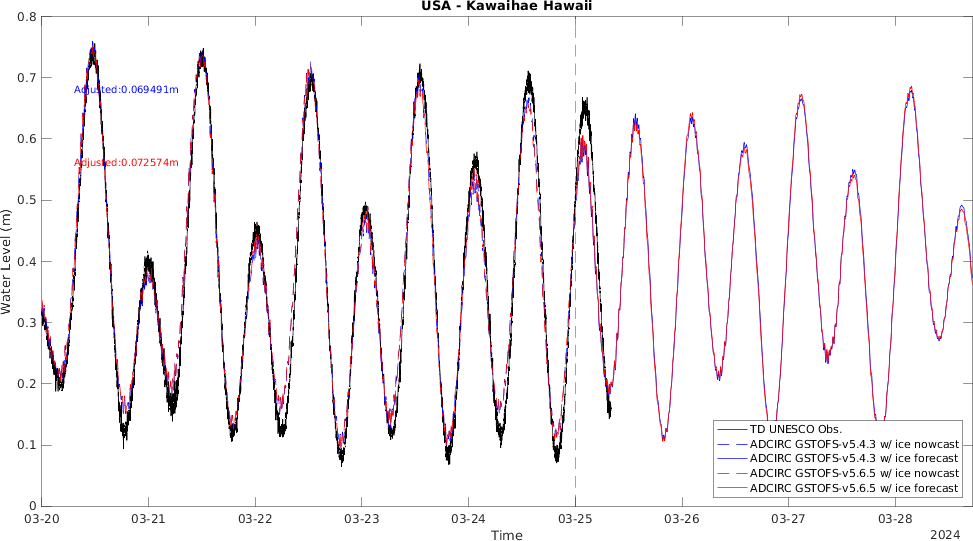 USA - Kawaihae Hawaii
0.8
0.7
0.6
0.5
0.4
0.3
0.2
0.1
0
Water Level (m)
Adjusted:0.069491m
Adjusted:0.072574m
TD UNESCO Obs.
ADCIRC GSTOFS-v5.4.3 w/ ice nowcast
ADCIRC GSTOFS-v5.4.3 w/ ice forecast
ADCIRC GSTOFS-v5.6.5 w/ ice nowcast
ADCIRC GSTOFS-v5.6.5 w/ ice forecast
03-20 03-21 03-22 03-23 03-24 03-25 03-26 03-27 03-28
Time
2024